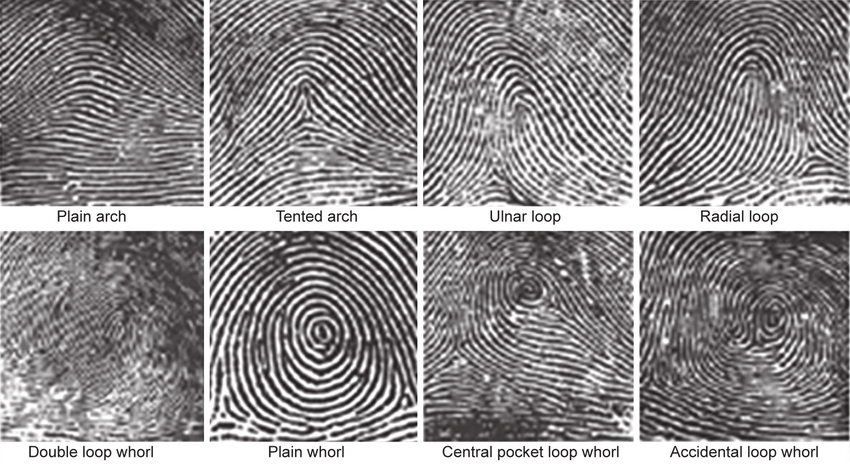 Plain arch
Tented arch
Ulnar loop
Radial loop
Double loop whorl
Plain whorl
Central pocket loop whorl
Accidental loop whorl